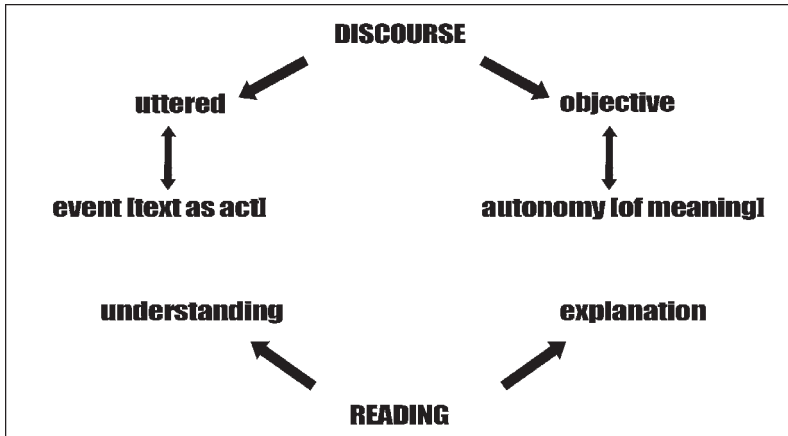 DISCOURSE
uttered objective
event [text as act] autonomy [of meaning]
understanding explanation
READING